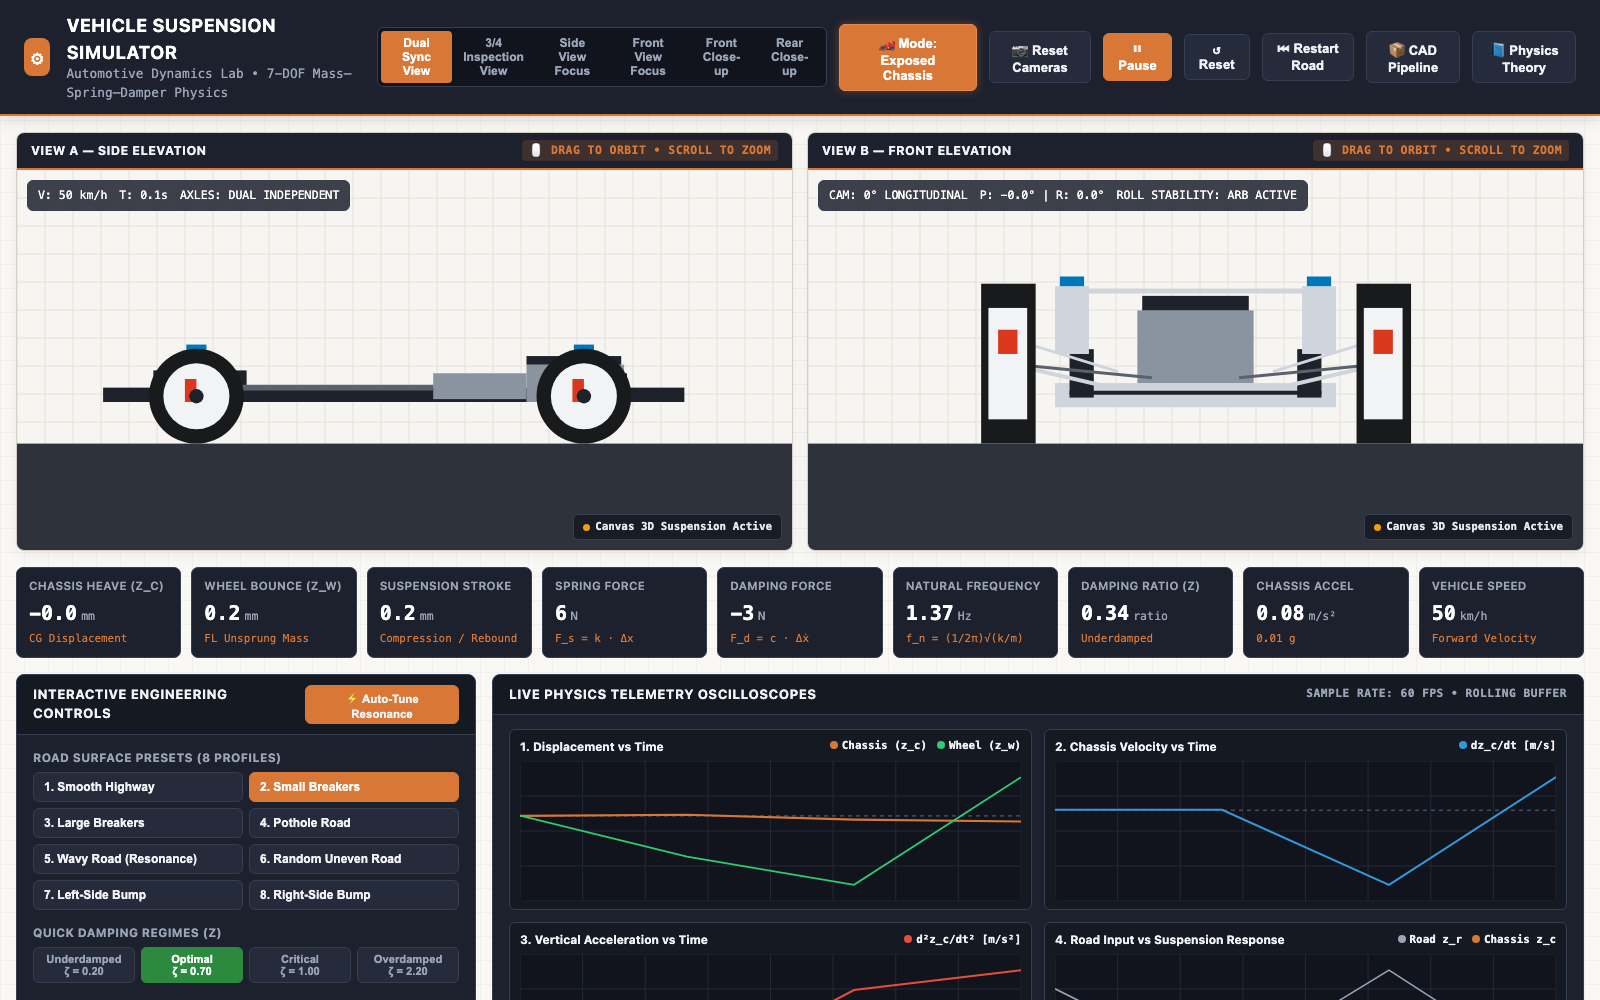 VEHICLE SUSPENSION
SIMULATOR
Automotive Dynamics Lab • 7-DOF Mass–
Spring–Damper Physics
Dual
Sync
View
3/4
Inspection
View
Side
View
Focus
Front
View
Focus
Front
Close-
up
Rear
Close-
up
🏎️ Mode:
Exposed
Chassis
📷 Reset
Cameras
⏸
Pause
↺
Reset
⏮ Restart
Road
📦 CAD
Pipeline
📘 Physics
Theory
VIEW A — SIDE ELEVATION
DRAG TO ORBIT • SCROLL TO ZOOM
V: 50 km/h T: 0.1s AXLES: DUAL INDEPENDENT
Canvas 3D Suspension Active
VIEW B — FRONT ELEVATION
DRAG TO ORBIT • SCROLL TO ZOOM
CAM: 0° LONGITUDINAL P: -0.0° | R: 0.0° ROLL STABILITY: ARB ACTIVE
Canvas 3D Suspension Active
CHASSIS HEAVE (Z_C)
-0.0 mm
CG Displacement
WHEEL BOUNCE (Z_W)
0.2 mm
FL Unsprung Mass
SUSPENSION STROKE
0.2 mm
Compression / Rebound
SPRING FORCE
6 N
F_s = k · Δx
DAMPING FORCE
-3 N
F_d = c · Δẋ
NATURAL FREQUENCY
1.37 Hz
f_n = (1/2π)√(k/m)
DAMPING RATIO (Ζ)
0.34 ratio
Underdamped
CHASSIS ACCEL
0.08 m/s²
0.01 g
VEHICLE SPEED
50 km/h
Forward Velocity
INTERACTIVE ENGINEERING
CONTROLS
⚡ Auto-Tune
Resonance
ROAD SURFACE PRESETS (8 PROFILES)
1. Smooth Highway
2. Small Breakers
3. Large Breakers
4. Pothole Road
5. Wavy Road (Resonance)
6. Random Uneven Road
7. Left-Side Bump
8. Right-Side Bump
QUICK DAMPING REGIMES (Ζ)
Underdamped
ζ = 0.20
Optimal
ζ = 0.70
Critical
ζ = 1.00
Overdamped
ζ = 2.20
LIVE PHYSICS TELEMETRY OSCILLOSCOPES
SAMPLE RATE: 60 FPS • ROLLING BUFFER
1. Displacement vs Time
Chassis (z_c) Wheel (z_w)
2. Chassis Velocity vs Time
dz_c/dt [m/s]
3. Vertical Acceleration vs Time
d²z_c/dt² [m/s²]
4. Road Input vs Suspension Response
Road z_r Chassis z_c